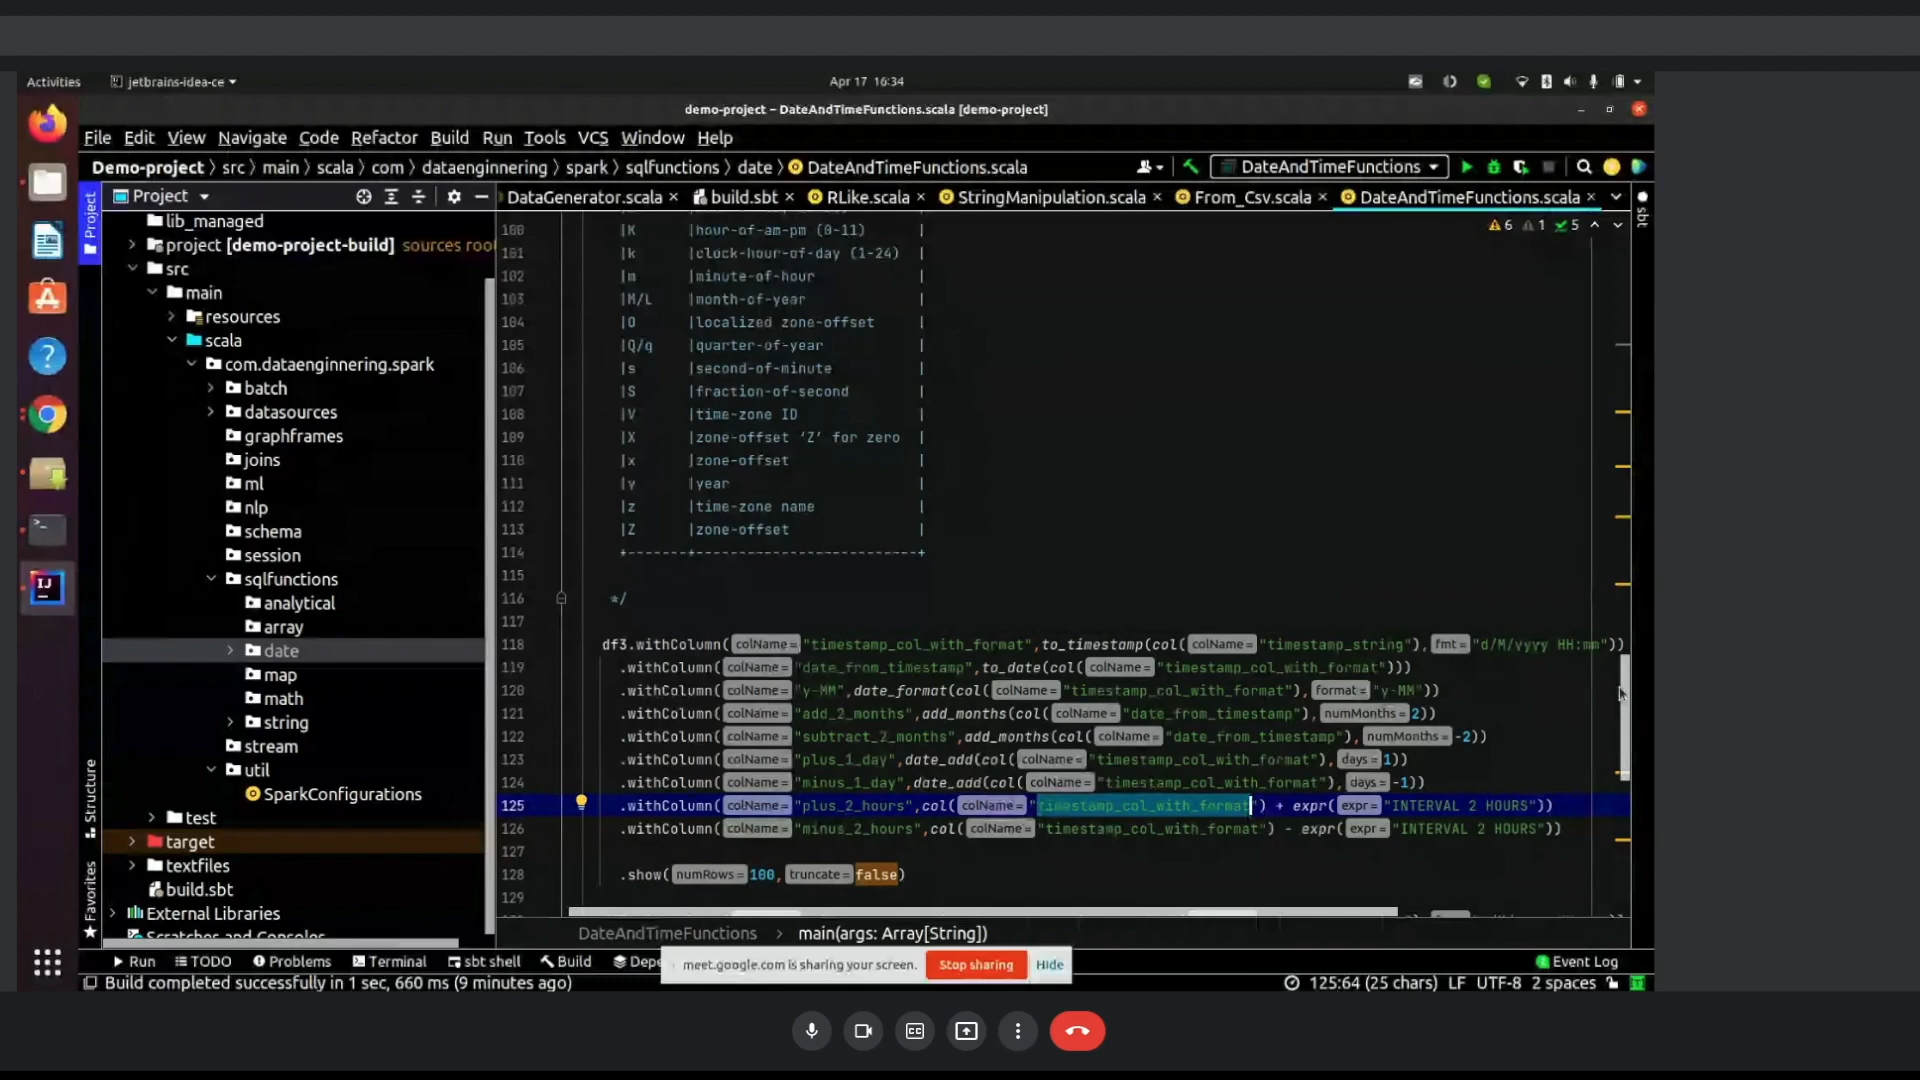 Activities
jetbrains-idea-ce
Apr 17 16:34
demo-project – DateAndTimeFunctions.scala [demo-project]
File Edit View Navigate Code Refactor Build Run Tools VCS Window Help
Demo-project src main scala com dataenginnering spark sqlfunctions date DateAndTimeFunctions.scala
DateAndTimeFunctions
Project
DataGenerator.scala build.sbt RLike.scala StringManipulation.scala From_Csv.scala DateAndTimeFunctions.scala
Project
sbt
6 1 5
lib_managed
project [demo-project-build] sources roo
src
main
resources
scala
com.dataenginnering.spark
batch
datasources
graphframes
joins
ml
nlp
schema
session
sqlfunctions
analytical
array
date
map
math
string
stream
util
SparkConfigurations
test
target
textfiles
build.sbt
External Libraries
Scratches and Consoles
Structure
Favorites
100 |K |hour-of-am-pm (0-11) |
101 |k |clock-hour-of-day (1-24) |
102 |m |minute-of-hour |
103 |M/L |month-of-year |
104 |O |localized zone-offset |
105 |Q/q |quarter-of-year |
106 |s |second-of-minute |
107 |S |fraction-of-second |
108 |V |time-zone ID |
109 |X |zone-offset ‘Z’ for zero |
110 |x |zone-offset |
111 |y |year |
112 |z |time-zone name |
113 |Z |zone-offset |
114 +-------+--------------------------+
115
116 */
117
118 df3.withColumn( colName = "timestamp_col_with_format",to_timestamp(col( colName = "timestamp_string"), fmt = "d/M/yyyy HH:mm"))
119 .withColumn( colName = "date_from_timestamp",to_date(col( colName = "timestamp_col_with_format")))
120 .withColumn( colName = "y-MM",date_format(col( colName = "timestamp_col_with_format"), format = "y-MM"))
121 .withColumn( colName = "add_2_months",add_months(col( colName = "date_from_timestamp"), numMonths = 2))
122 .withColumn( colName = "subtract_2_months",add_months(col( colName = "date_from_timestamp"), numMonths = -2))
123 .withColumn( colName = "plus_1_day",date_add(col( colName = "timestamp_col_with_format"), days = 1))
124 .withColumn( colName = "minus_1_day",date_add(col( colName = "timestamp_col_with_format"), days = -1))
125 .withColumn( colName = "plus_2_hours",col( colName = "timestamp_col_with_format") + expr( expr = "INTERVAL 2 HOURS"))
126 .withColumn( colName = "minus_2_hours",col( colName = "timestamp_col_with_format") - expr( expr = "INTERVAL 2 HOURS"))
127
128 .show( numRows = 100, truncate = false)
129
DateAndTimeFunctions main(args: Array[String])
Run TODO Problems Terminal sbt shell Build Depe
meet.google.com is sharing your screen. Stop sharing Hide
Event Log
Build completed successfully in 1 sec, 660 ms (9 minutes ago)
125:64 (25 chars) LF UTF-8 2 spaces